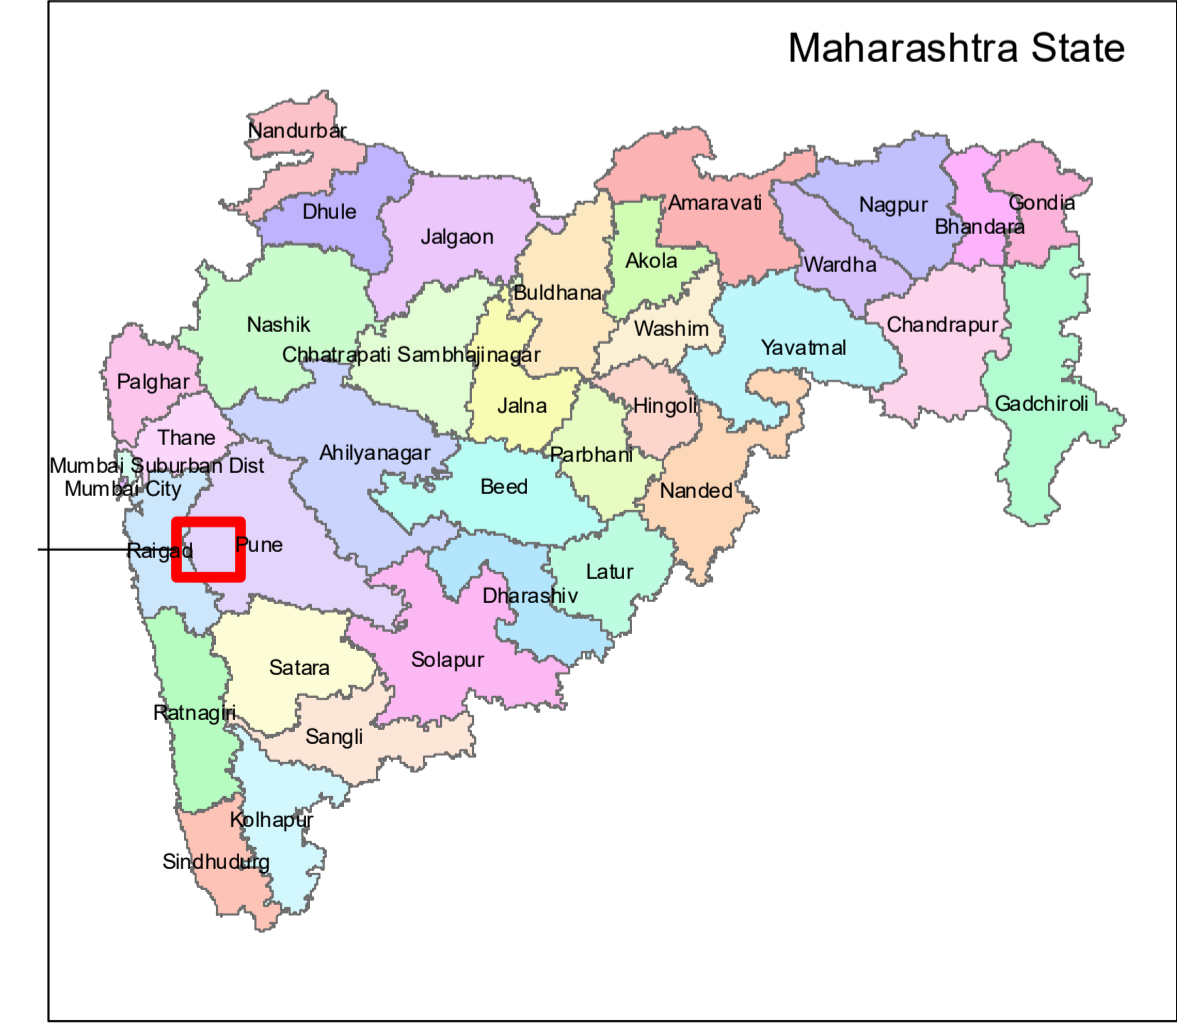 Maharashtra State
Nandurbar
Dhule
Jalgaon
Amaravati
Nagpur
Gondia
Bhandara
Akola
Wardha
Buldhana
Nashik
Washim
Chandrapur
Chhatrapati Sambhajinagar
Yavatmal
Palghar
Jalna
Hingoli
Gadchiroli
Thane
Ahilyanagar
Parbhani
Mumbai Suburban Dist
Mumbai City
Beed
Nanded
Raigad
Pune
Latur
Dharashiv
Satara
Solapur
Ratnagiri
Sangli
Kolhapur
Sindhudurg